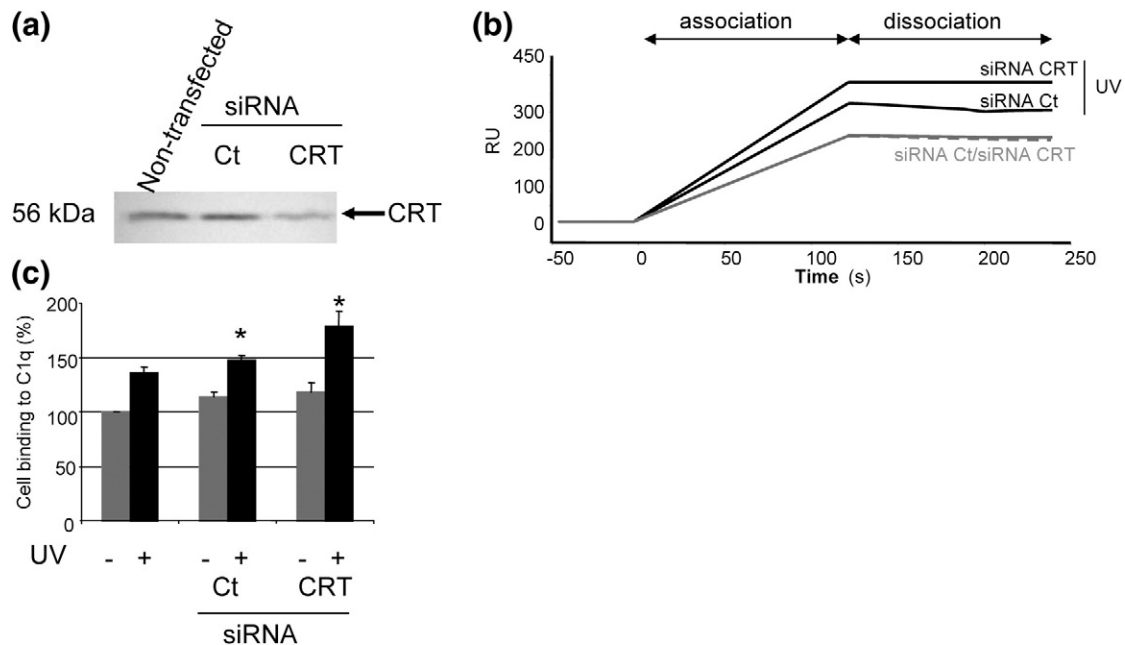 (a)
Non-transfected
siRNA
Ct CRT
56 kDa
CRT
(b)
association dissociation
450
300
200
100
0
RU
siRNA CRT
siRNA Ct
UV
siRNA Ct/siRNA CRT
-50 0 50 100 150 200 250
Time (s)
(c)
Cell binding to C1q (%)
200
150
100
50
0
* *
UV - + - + - +
Ct CRT
siRNA